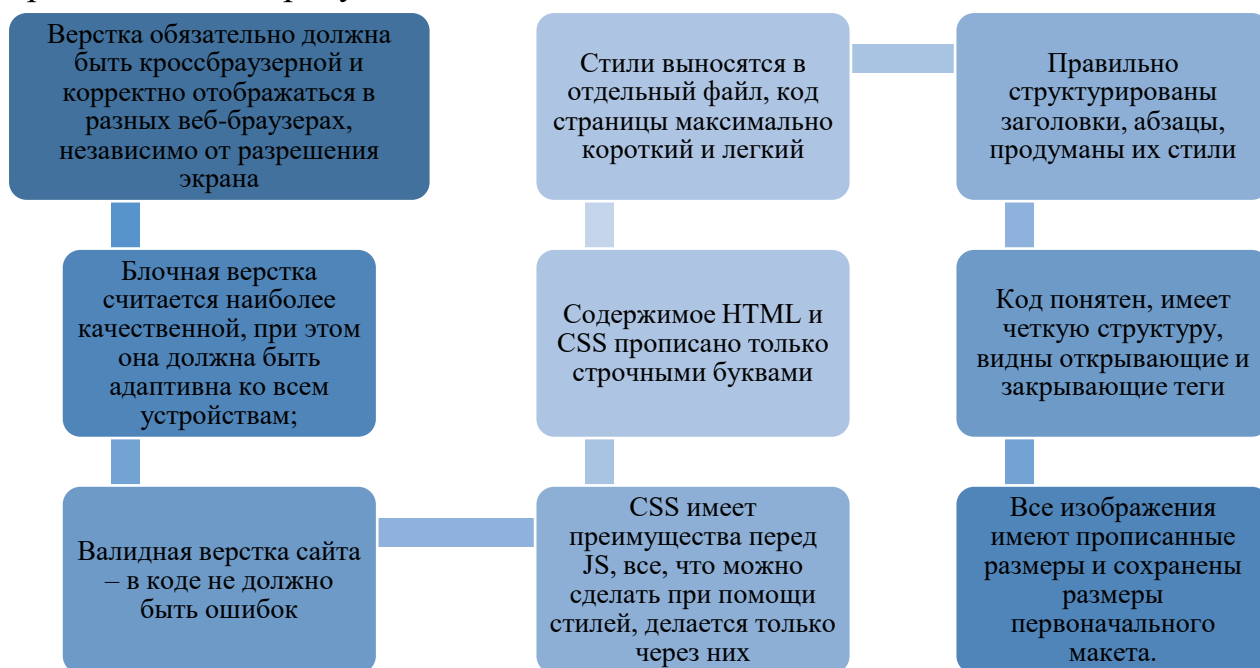 Верстка обязательно должна
быть кроссбраузерной и
корректно отображаться в
разных веб-браузерах,
независимо от разрешения
экрана
Блочная верстка
считается наиболее
качественной, при этом
она должна быть
адаптивна ко всем
устройствам;
Валидная верстка сайта
– в коде не должно
быть ошибок
CSS имеет
преимущества перед
JS, все, что можно
сделать при помощи
стилей, делается только
через них
Содержимое HTML и
CSS прописано только
строчными буквами
Стили выносятся в
отдельный файл, код
страницы максимально
короткий и легкий
Правильно
структурированы
заголовки, абзацы,
продуманы их стили
Код понятен, имеет
четкую структуру,
видны открывающие и
закрывающие теги
Все изображения
имеют прописанные
размеры и сохранены
размеры
первоначального
макета.